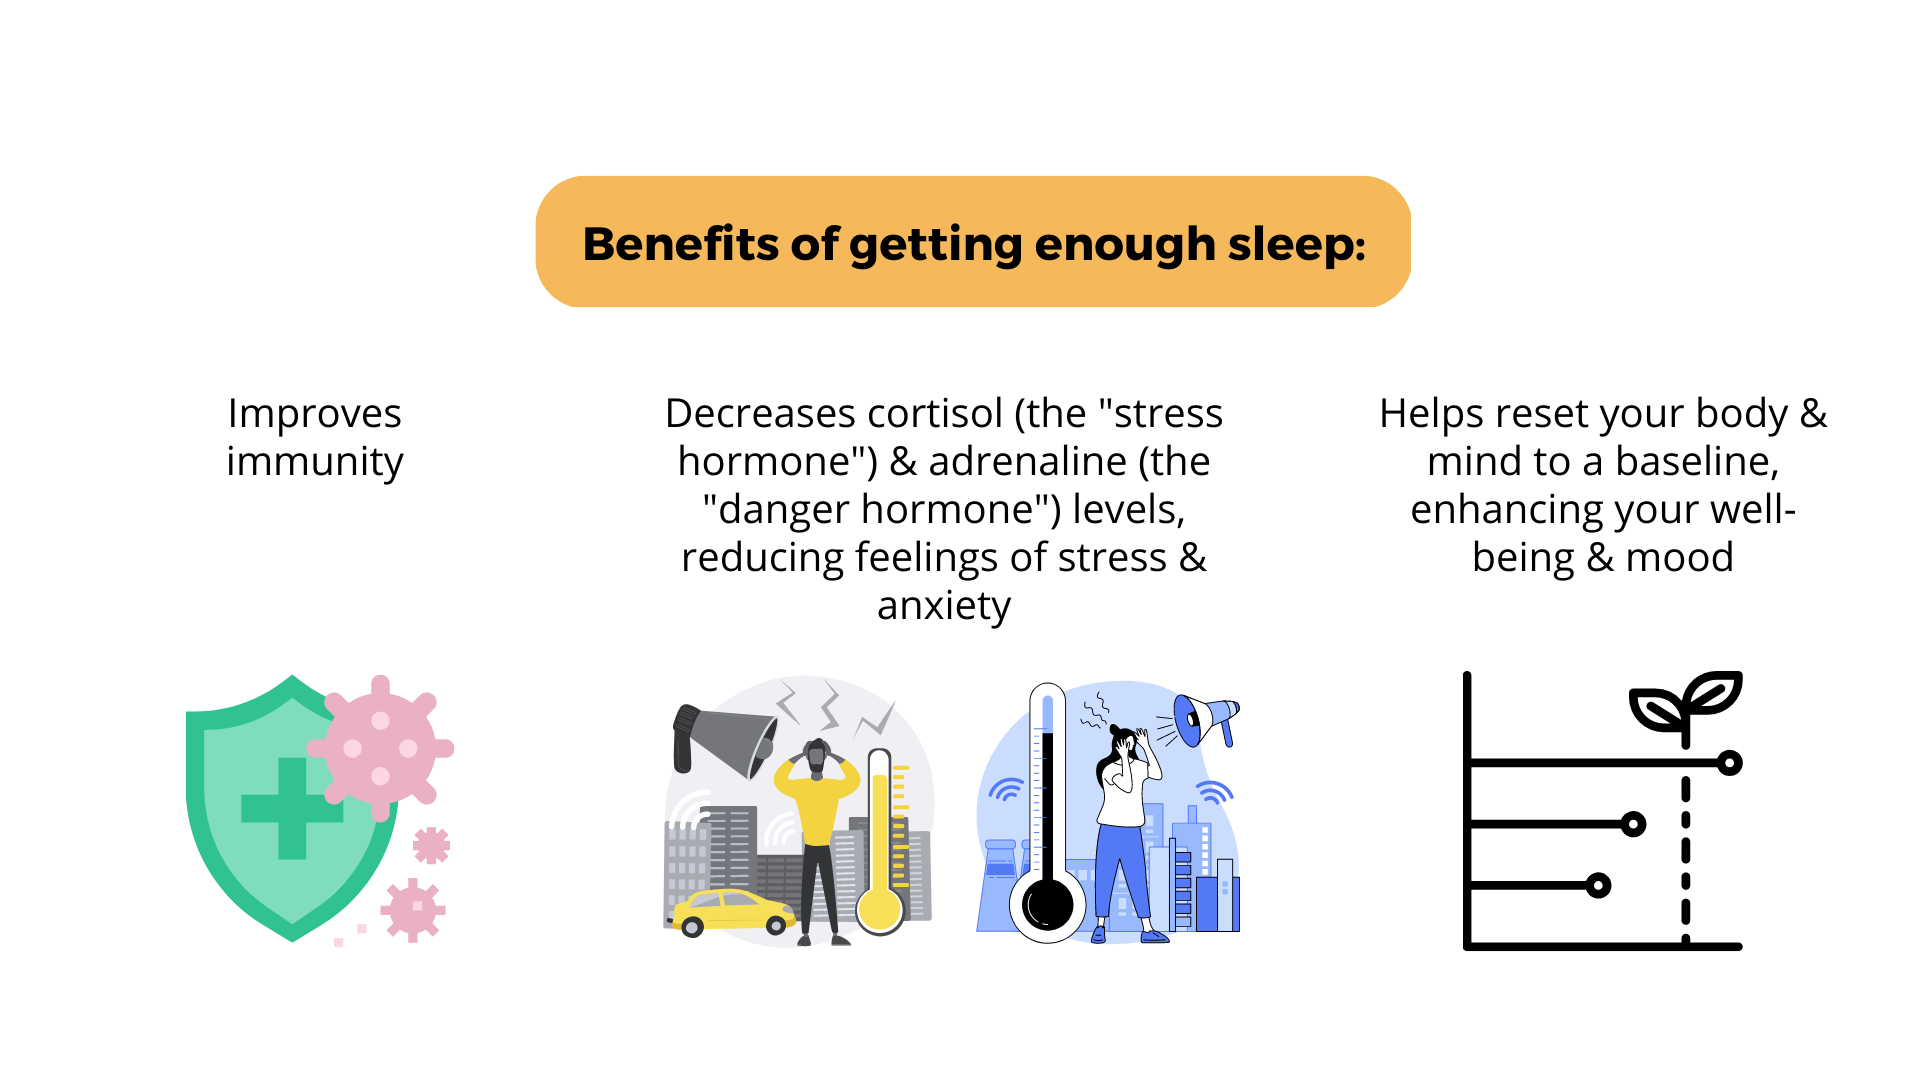 Benefits of getting enough sleep:
Improves
immunity
Decreases cortisol (the "stress
hormone") & adrenaline (the
"danger hormone") levels,
reducing feelings of stress &
anxiety
Helps reset your body &
mind to a baseline,
enhancing your well-
being & mood